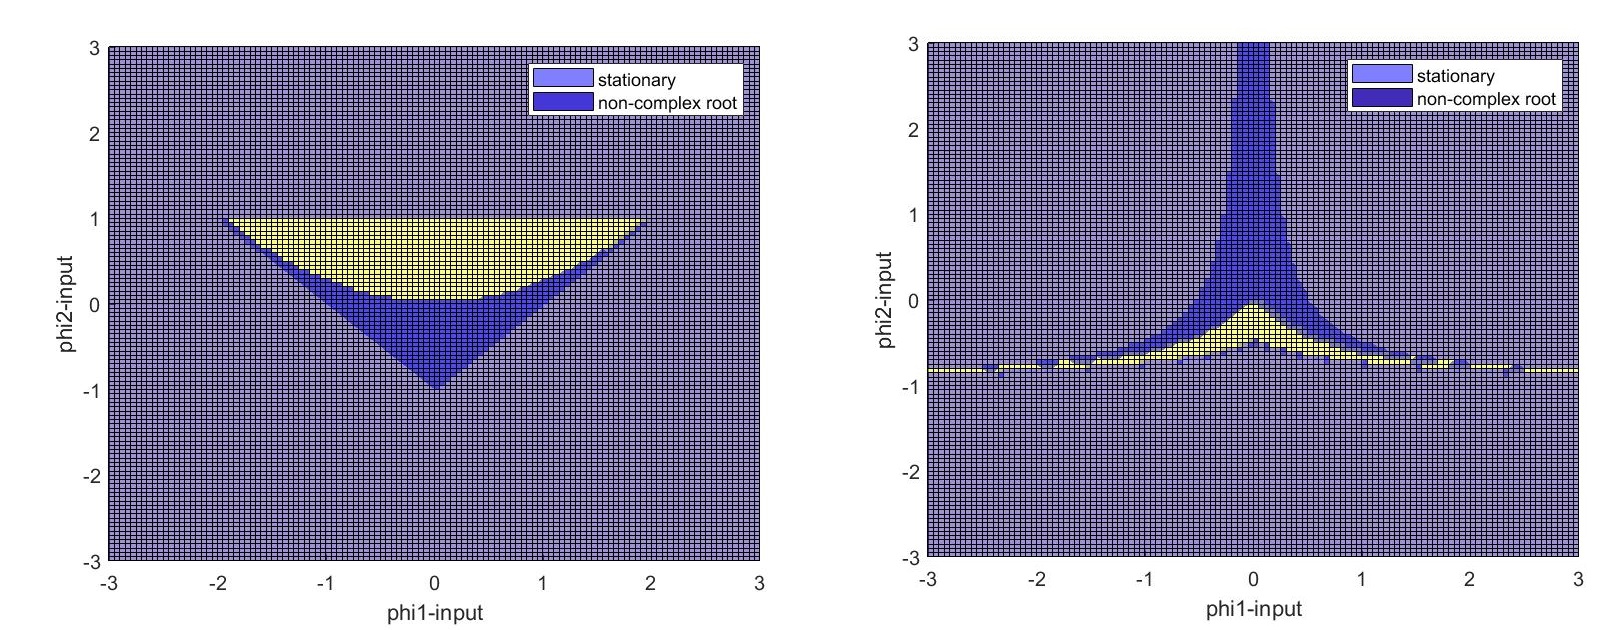 3
2
1
0
-1
-2
-3
-3 -2 -1 0 1 2 3
phi1-input
phi2-input
stationary
non-complex root
3
2
1
0
-1
-2
-3
-3 -2 -1 0 1 2 3
phi1-input
phi2-input
stationary
non-complex root